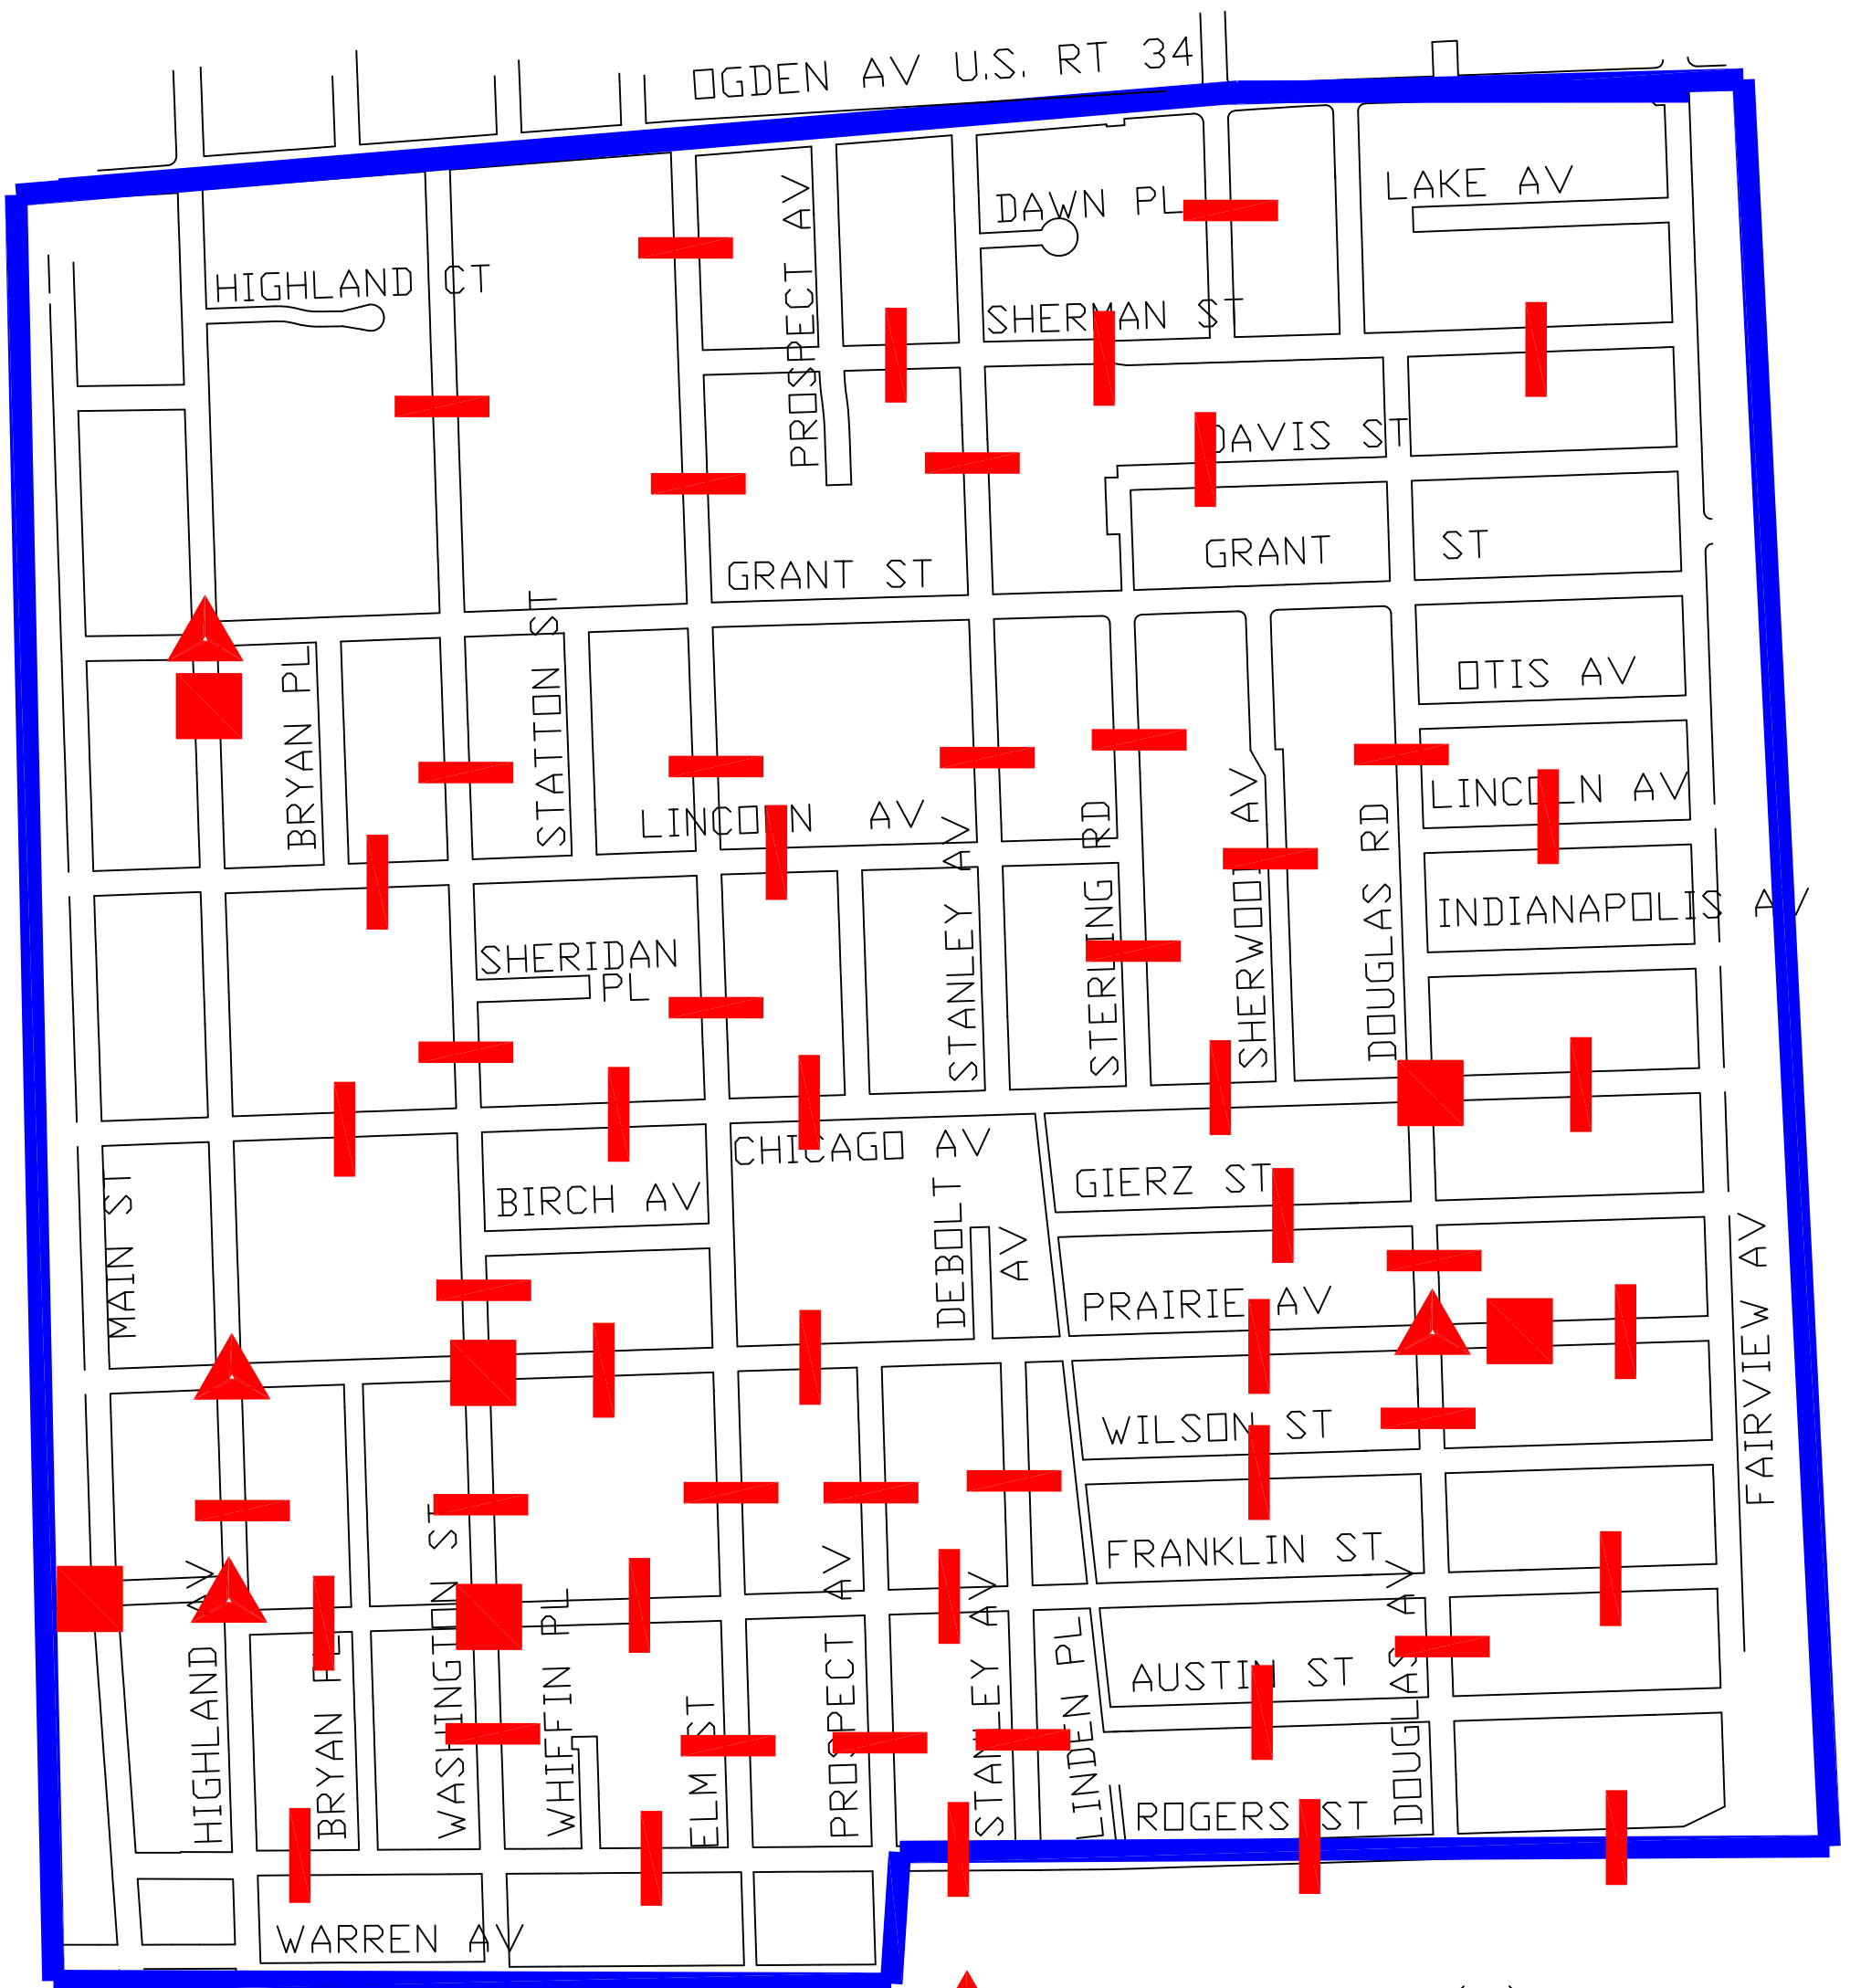 OGDEN AV U.S. RT 34
LAKE AV
DAWN PL
HIGHLAND CT
PROSPECT AV
SHERMAN ST
DAVIS ST
GRANT ST
GRANT ST
BRYAN PL
STATTON ST
OTIS AV
LINCOLN AV
LINCOLN AV
STANLEY AV
STERLING RD
SHERWOOD AV
DOUGLAS RD
INDIANAPOLIS AV
SHERIDAN
PL
CHICAGO AV
GIERZ ST
MAIN ST
BIRCH AV
DEBOLT
AV
PRAIRIE AV
FAIRVIEW AV
WILSON ST
FRANKLIN ST
HIGHLAND AV
BRYAN PL
WASHINGTON ST
WHIFFIN PL
ELM ST
PROSPECT AV
STANLEY AV
LINDEN PL
AUSTIN ST
DOUGLAS AV
ROGERS ST
WARREN AV